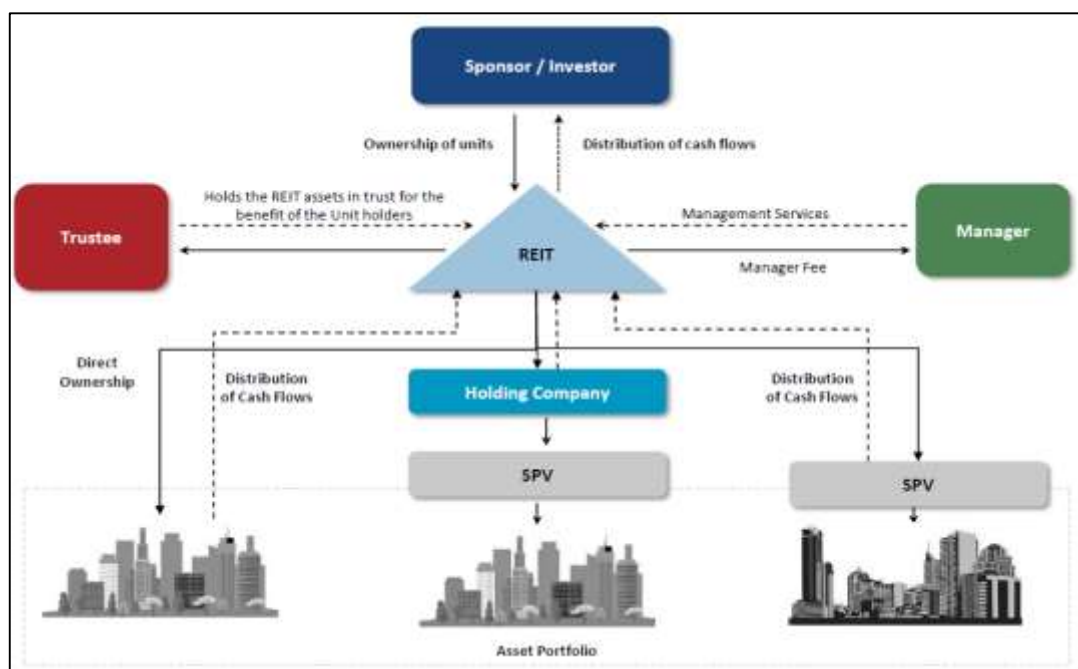 Sponsor / Investor
Ownership of units
Distribution of cash flows
Holds the REIT assets in trust for the
benefit of the Unit holders
Management Services
Trustee
REIT
Manager
Manager Fee
Direct
Ownership
Distribution
of Cash Flows
Holding Company
Distribution
of Cash Flows
SPV
SPV
Asset Portfolio